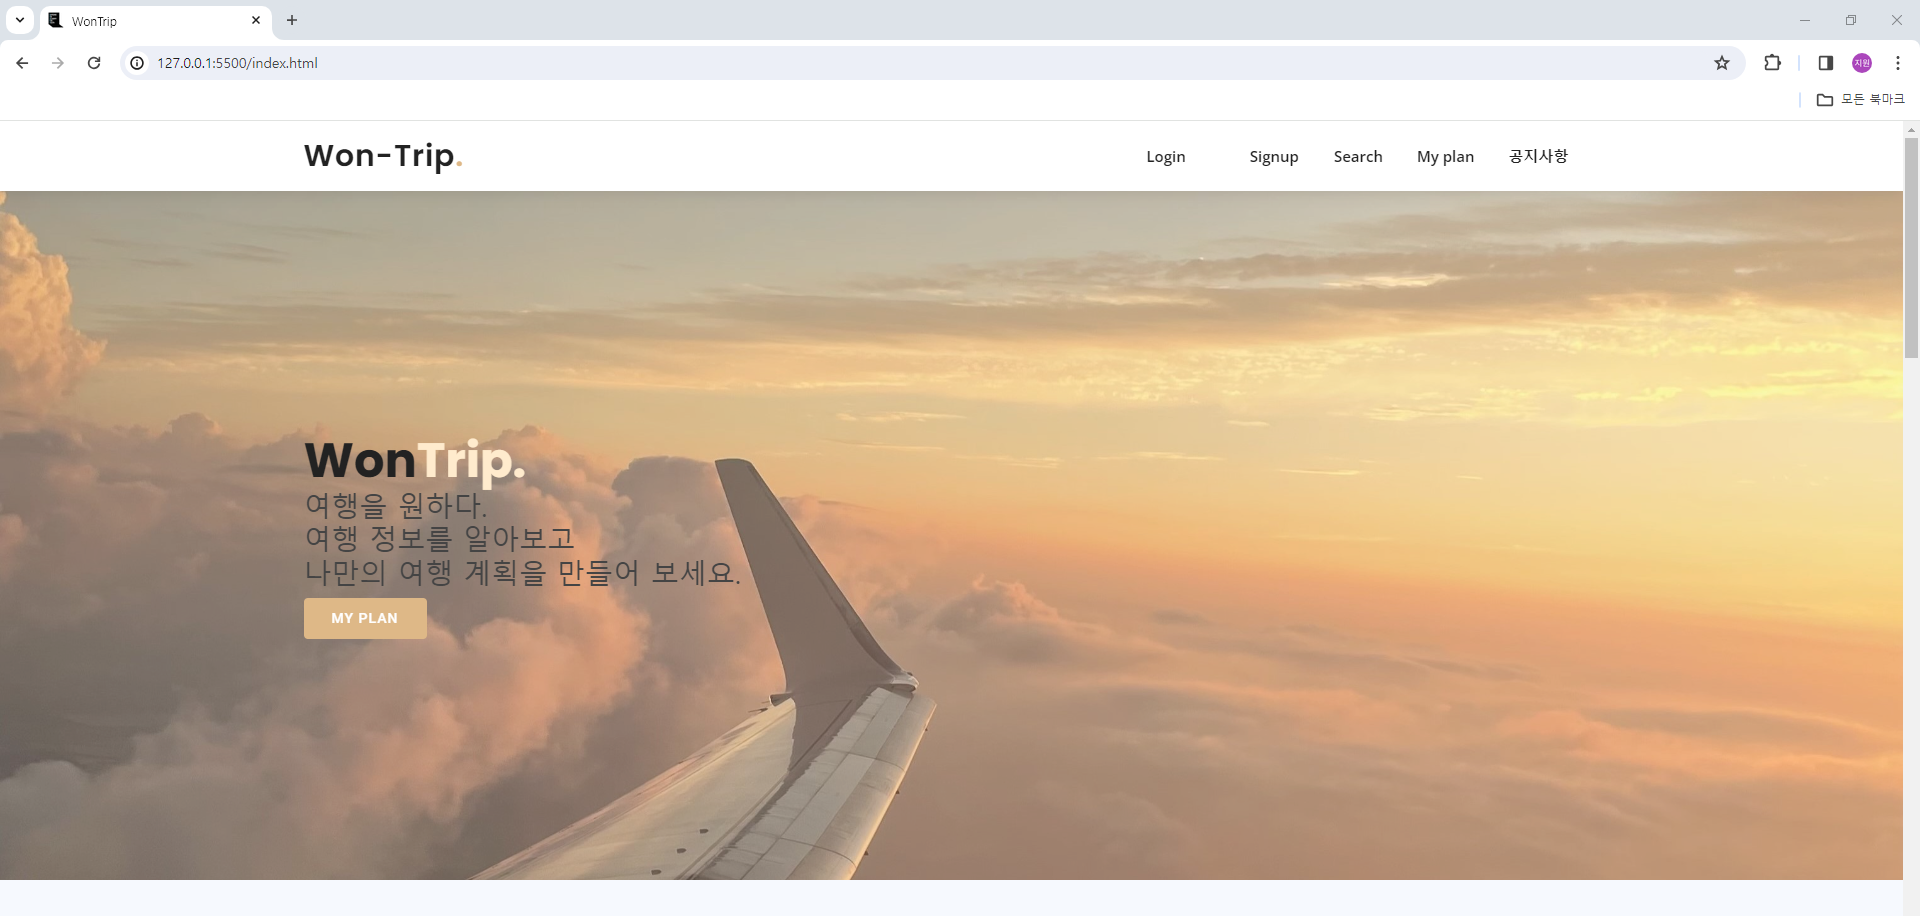 WonTrip
127.0.0.1:5500/index.html
지원
모든 북마크
Won-Trip.
Login Signup Search My plan 공지사항
WonTrip.
여행을 원하다.
여행 정보를 알아보고
나만의 여행 계획을 만들어 보세요.
MY PLAN